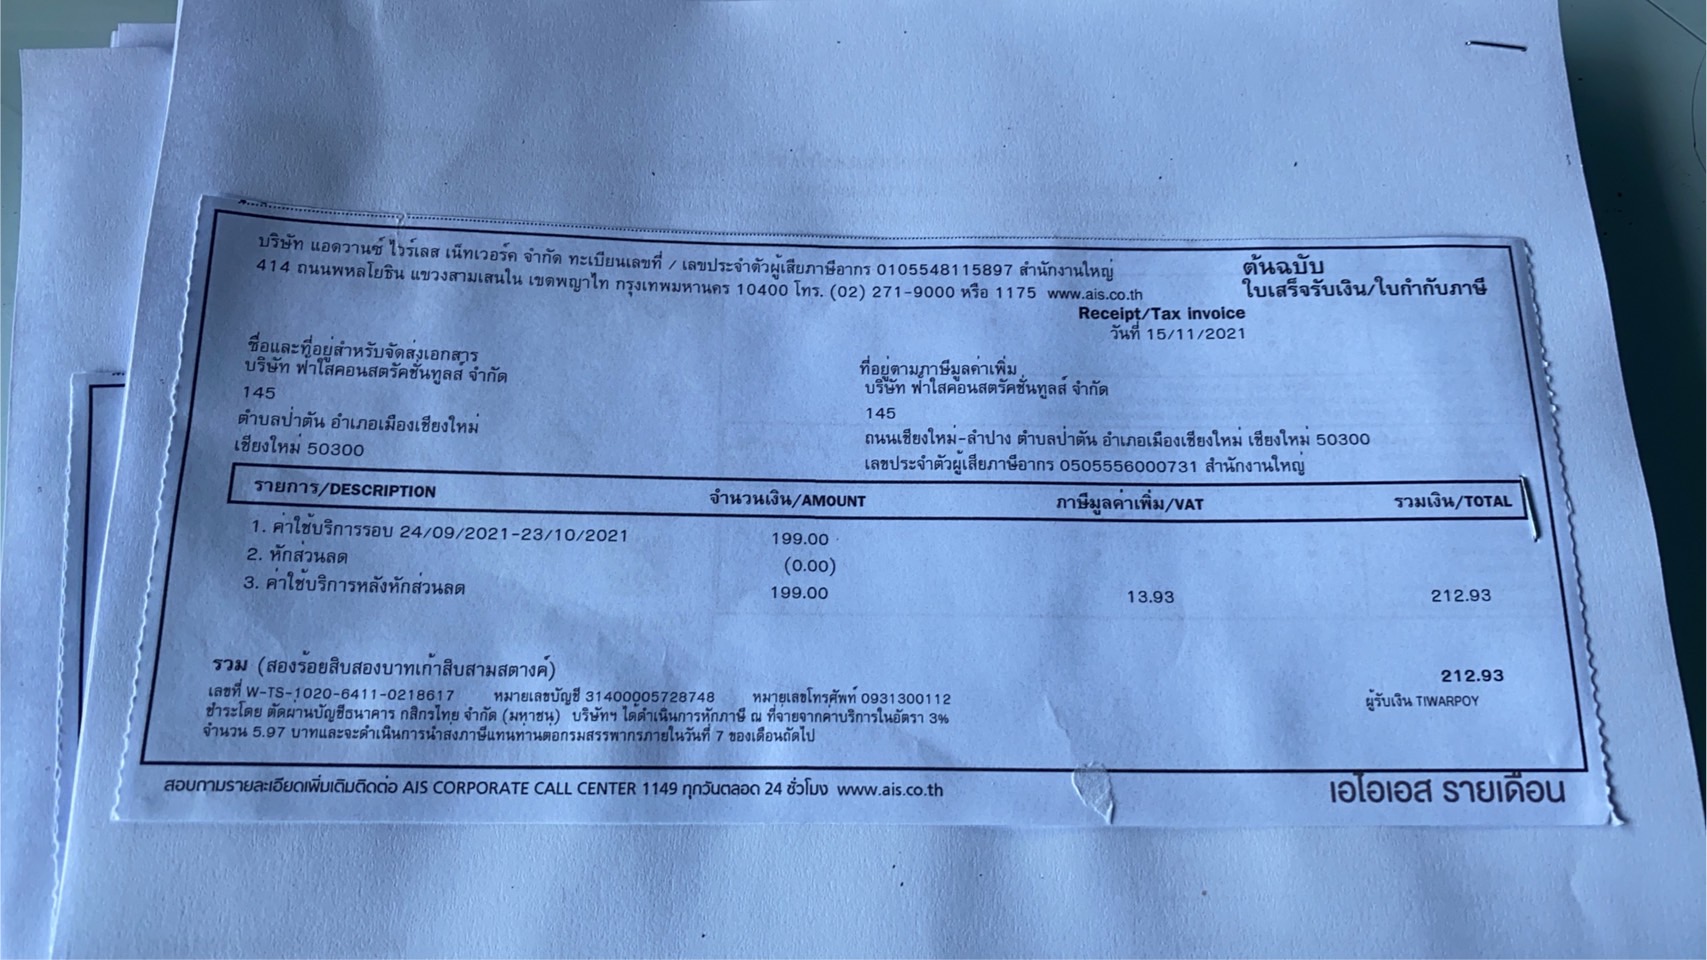 บริษัท แอดวานซ์ ไวร์เลส เน็ทเวอร์ค จำกัด ทะเบียนเลขที่ / เลขประจำตัวผู้เสียภาษีอากร 0105548115897 สำนักงานใหญ่
414 ถนนพหลโยธิน แขวงสามเสนใน เขตพญาไท กรุงเทพมหานคร 10400 โทร. (02) 271-9000 หรือ 1175 www.ais.co.th
ต้นฉบับ
ใบเสร็จรับเงิน/ใบกำกับภาษี
Receipt/Tax invoice
วันที่ 15/11/2021
ชื่อและที่อยู่สำหรับจัดส่งเอกสาร
บริษัท ฟ้าใสคอนสตรัคชั่นทูลส์ จำกัด
145
ตำบลป่าตัน อำเภอเมืองเชียงใหม่
เชียงใหม่ 50300
ที่อยู่ตามภาษีมูลค่าเพิ่ม
บริษัท ฟ้าใสคอนสตรัคชั่นทูลส์ จำกัด
145
ถนนเชียงใหม่-ลำปาง ตำบลป่าตัน อำเภอเมืองเชียงใหม่ เชียงใหม่ 50300
เลขประจำตัวผู้เสียภาษีอากร 0505556000731 สำนักงานใหญ่
รายการ/DESCRIPTION จำนวนเงิน/AMOUNT ภาษีมูลค่าเพิ่ม/VAT รวมเงิน/TOTAL
1. ค่าใช้บริการรอบ 24/09/2021-23/10/2021 199.00
2. หักส่วนลด (0.00)
3. ค่าใช้บริการหลังหักส่วนลด 199.00 13.93 212.93
รวม (สองร้อยสิบสองบาทเก้าสิบสามสตางค์) 212.93
เลขที่ W-TS-1020-6411-0218617 หมายเลขบัญชี 31400005728748 หมายเลขโทรศัพท์ 0931300112 ผู้รับเงิน TIWARPOY
ชำระโดย ตัดผ่านบัญชีธนาคาร กสิกรไทย จำกัด (มหาชน) บริษัทฯ ได้ดำเนินการหักภาษี ณ ที่จ่ายจากค่าบริการในอัตรา 3%
จำนวน 5.97 บาทและจะดำเนินการนำส่งภาษีแทนท่านต่อกรมสรรพากรภายในวันที่ 7 ของเดือนถัดไป
สอบถามรายละเอียดเพิ่มเติมติดต่อ AIS CORPORATE CALL CENTER 1149 ทุกวันตลอด 24 ชั่วโมง www.ais.co.th
เอไอเอส รายเดือน